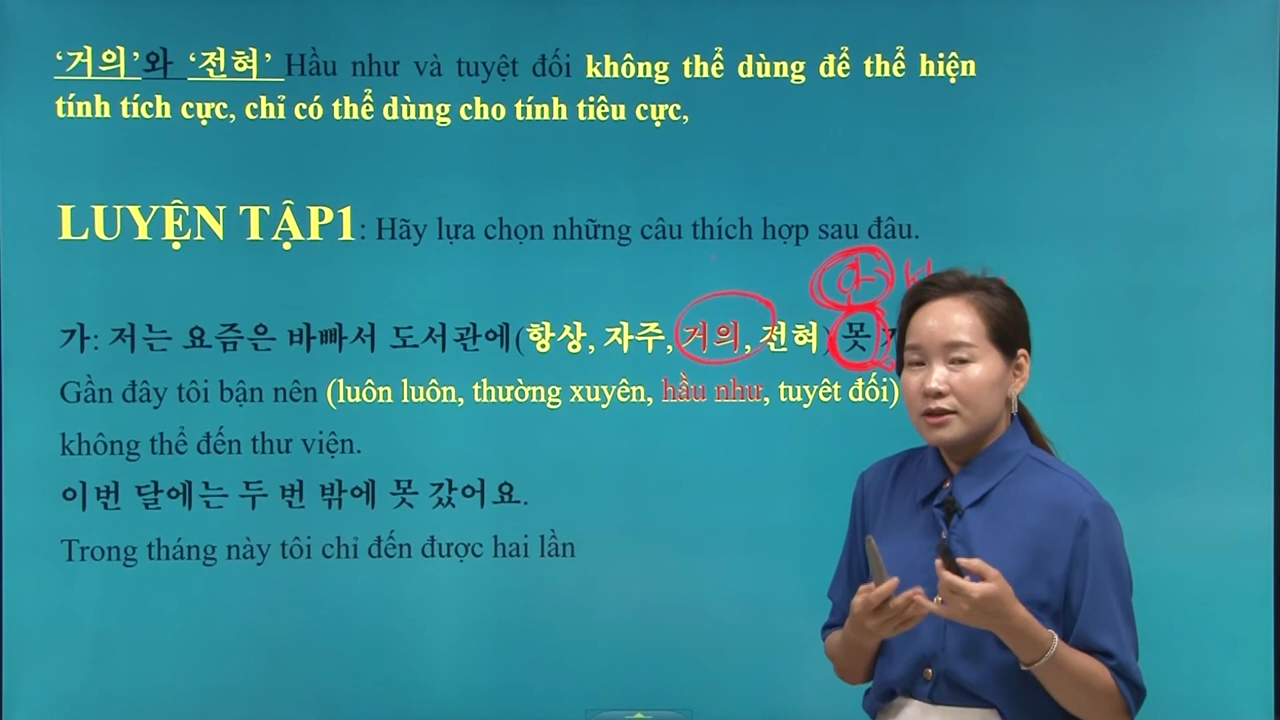 ‘거의’와 ‘전혀’ Hầu như và tuyệt đối không thể dùng để thể hiện
tính tích cực, chỉ có thể dùng cho tính tiêu cực,
LUYỆN TẬP1: Hãy lựa chọn những câu thích hợp sau đâu.
가: 저는 요즘은 바빠서 도서관에(항상, 자주, 거의, 전혀) 못
Gần đây tôi bận nên (luôn luôn, thường xuyên, hầu như, tuyêt đối)
không thể đến thư viện.
이번 달에는 두 번 밖에 못 갔어요.
Trong tháng này tôi chỉ đến được hai lần